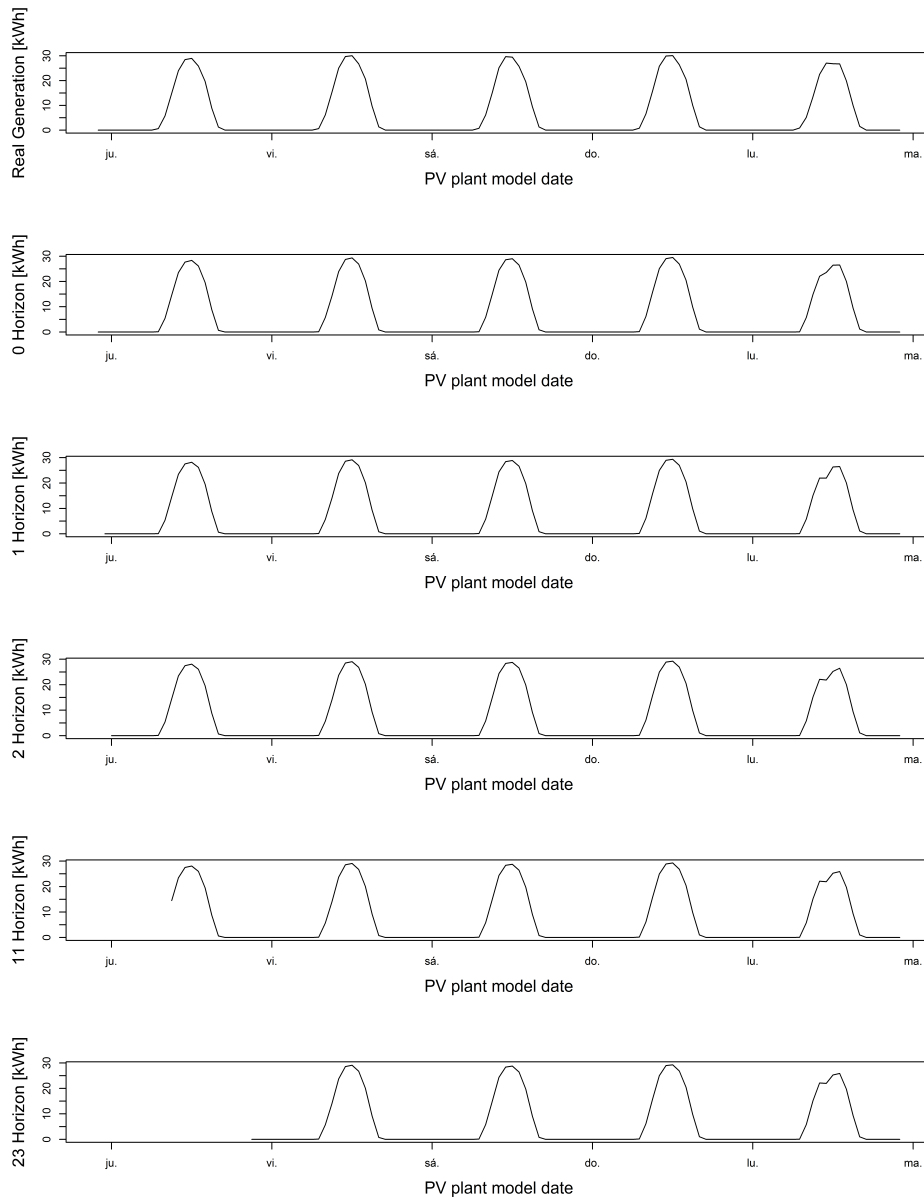 Real Generation [kWh]
30
20
10
0
ju. vi. sá. do. lu. ma.
PV plant model date
0 Horizon [kWh]
30
20
10
0
ju. vi. sá. do. lu. ma.
PV plant model date
1 Horizon [kWh]
30
20
10
0
ju. vi. sá. do. lu. ma.
PV plant model date
2 Horizon [kWh]
30
20
10
0
ju. vi. sá. do. lu. ma.
PV plant model date
11 Horizon [kWh]
30
20
10
0
ju. vi. sá. do. lu. ma.
PV plant model date
23 Horizon [kWh]
30
20
10
0
ju. vi. sá. do. lu. ma.
PV plant model date